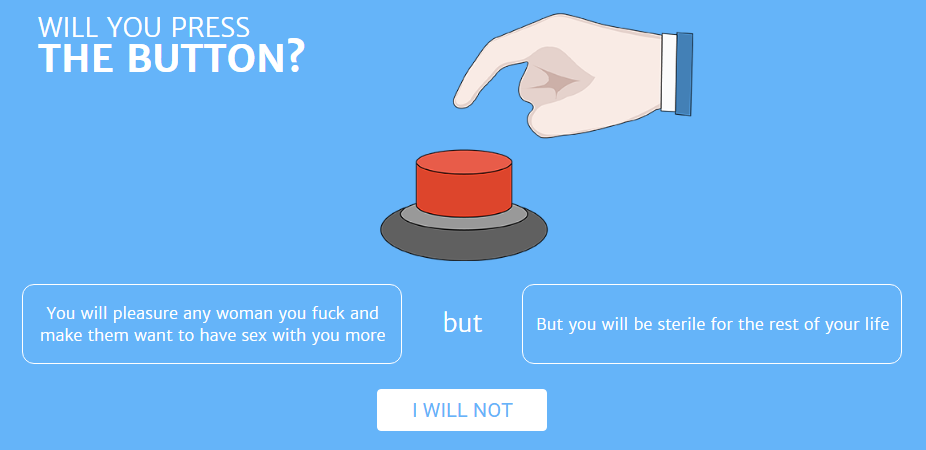 WILL YOU PRESS
THE BUTTON?
You will pleasure any woman you fuck and
make them want to have sex with you more
but
But you will be sterile for the rest of your life
I WILL NOT